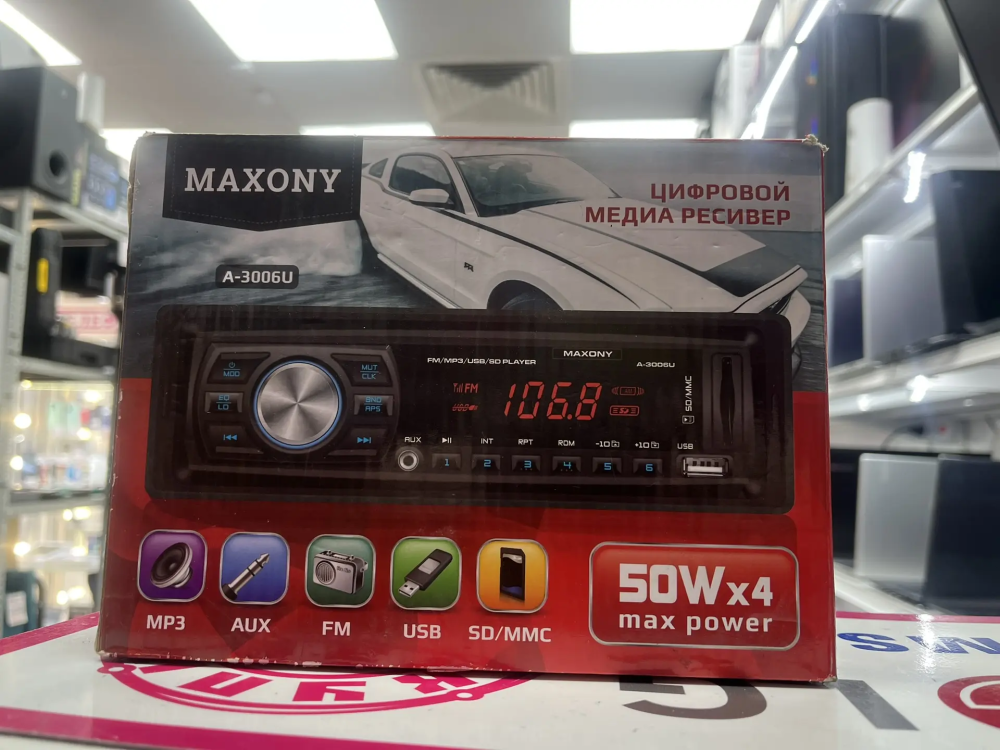 MAXONY
ЦИФРОВОЙ
МЕДИА РЕСИВЕР
A-3006U
MOD
MUT
CLK
EQ
LO
BND
APS
FM/MP3/USB/SD PLAYER
MAXONY
A-3006U
FM
106.8
SD/MMC
AUX
INT
RPT
RDM
-10
+10
USB
1
2
3
4
5
6
MP3
AUX
FM
USB
SD/MMC
50Wx4
max power